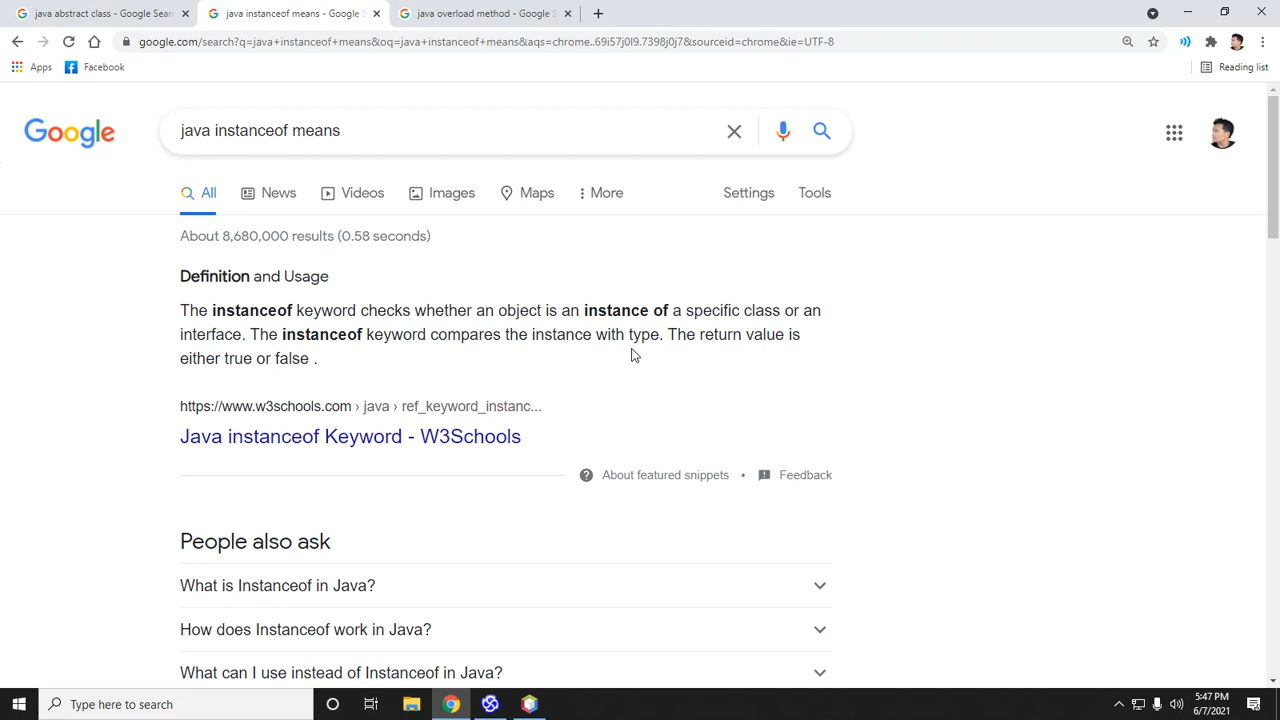 java abstract class - Google Sear
java instanceof means - Google S
java overload method - Google S
google.com/search?q=java+instanceof+means&oq=java+instanceof+means&aqs=chrome..69i57j0l9.7398j0j7&sourceid=chrome&ie=UTF-8
Apps
Facebook
Reading list
Google
java instanceof means
All
News
Videos
Images
Maps
More
Settings
Tools
About 8,680,000 results (0.58 seconds)
Definition and Usage
The instanceof keyword checks whether an object is an instance of a specific class or an
interface. The instanceof keyword compares the instance with type. The return value is
either true or false .
https://www.w3schools.com › java › ref_keyword_instanc...
Java instanceof Keyword - W3Schools
About featured snippets • Feedback
People also ask
What is Instanceof in Java?
How does Instanceof work in Java?
What can I use instead of Instanceof in Java?
Type here to search
5:47 PM
6/7/2021